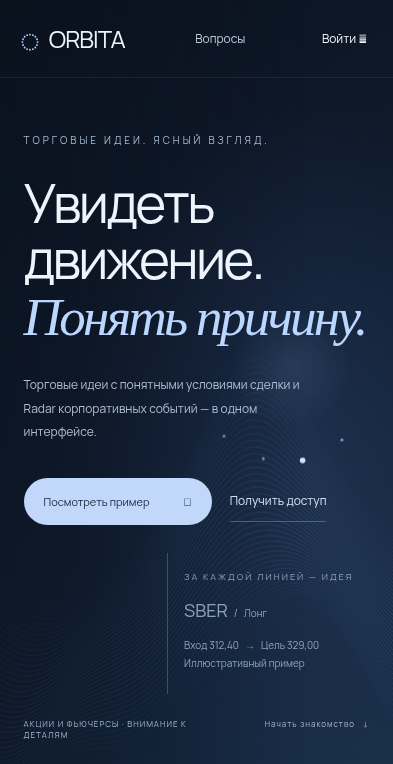 ORBITA
Вопросы
Войти
ТОРГОВЫЕ ИДЕИ. ЯСНЫЙ ВЗГЛЯД.
Увидеть
движение.
Понять причину.
Торговые идеи с понятными условиями сделки и
Radar корпоративных событий — в одном
интерфейсе.
Посмотреть пример
Получить доступ
ЗА КАЖДОЙ ЛИНИЕЙ — ИДЕЯ
SBER / Лонг
Вход 312,40 → Цель 329,00
Иллюстративный пример
АКЦИИ И ФЬЮЧЕРСЫ · ВНИМАНИЕ К
ДЕТАЛЯМ
Начать знакомство ↓